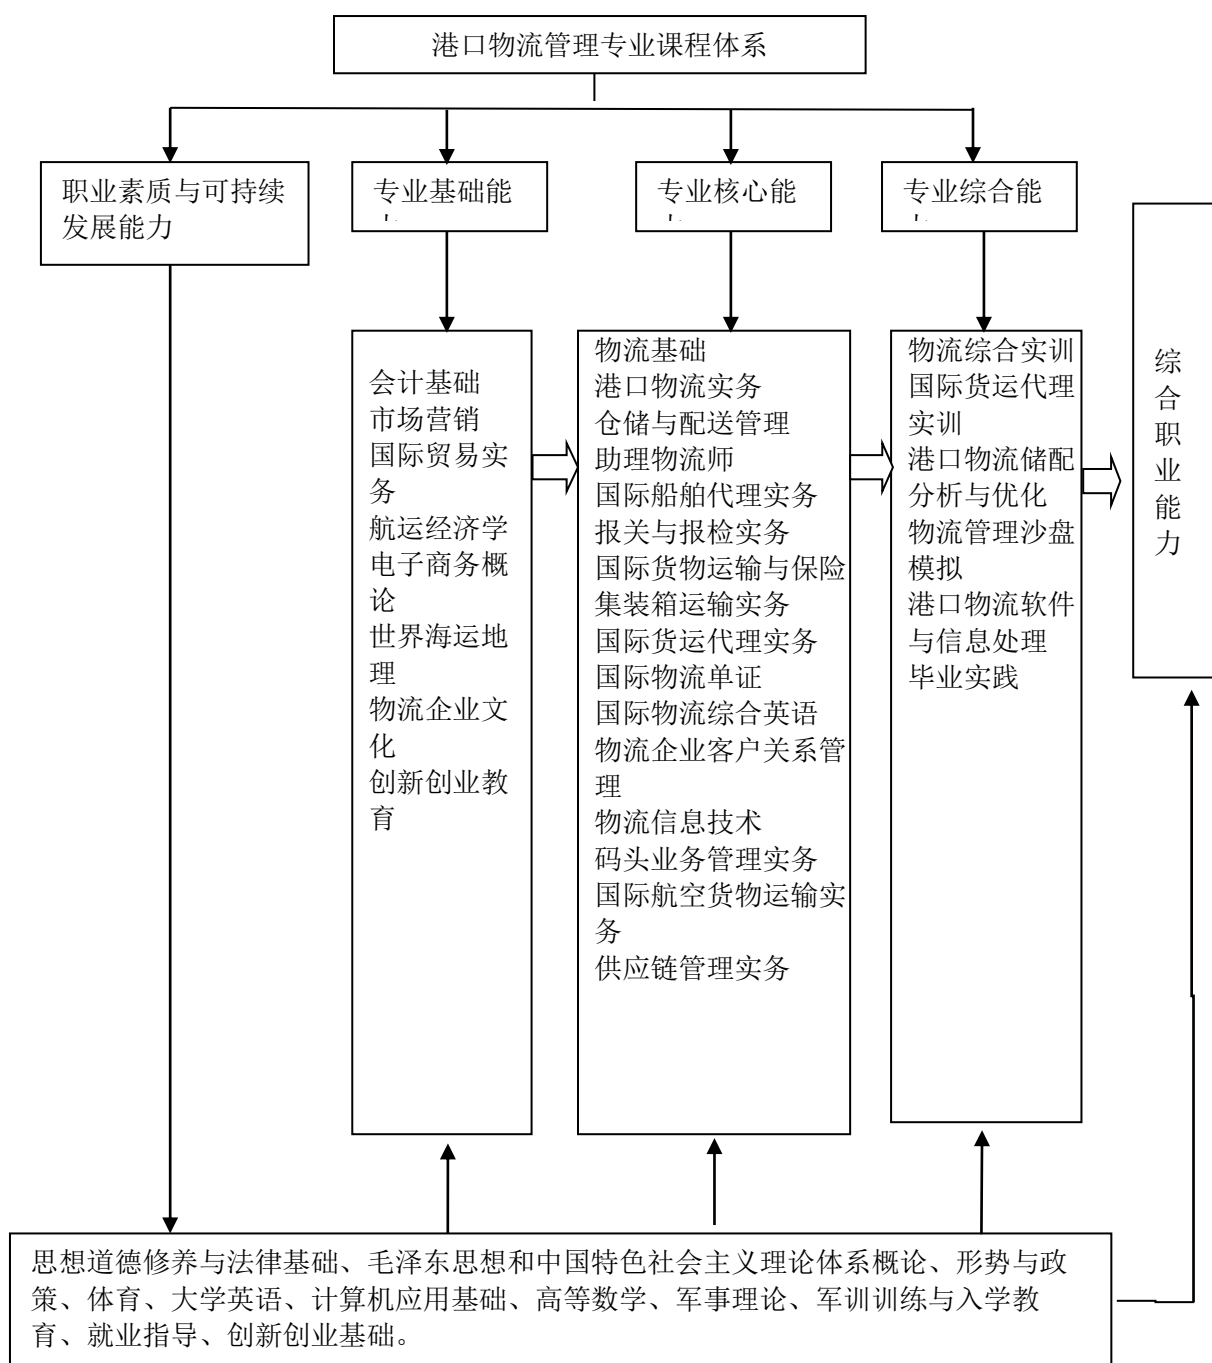 港口物流管理专业课程体系
职业素质与可持续
发展能力
专业基础能
专业核心能
专业综合能
会计基础
市场营销
国际贸易实
务
航运经济学
电子商务概
论
世界海运地
理
物流企业文
化
创新创业教
育
物流基础
港口物流实务
仓储与配送管理
助理物流师
国际船舶代理实务
报关与报检实务
国际货物运输与保险
集装箱运输实务
国际货运代理实务
国际物流单证
国际物流综合英语
物流企业客户关系管
理
物流信息技术
码头业务管理实务
国际航空货物运输实
务
供应链管理实务
物流综合实训
国际货运代理
实训
港口物流储配
分析与优化
物流管理沙盘
模拟
港口物流软件
与信息处理
毕业实践
综
合
职
业
能
力
思想道德修养与法律基础、毛泽东思想和中国特色社会主义理论体系概论、形势与政
策、体育、大学英语、计算机应用基础、高等数学、军事理论、军训训练与入学教
育、就业指导、创新创业基础。